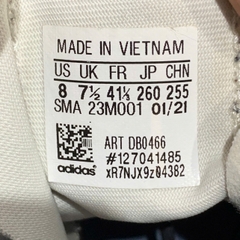 MADE IN VIETNAM
US UK FR JP CHN
8 7½ 41⅓ 260 255
SMA 23M001 01/21
ART DB0466
#127041485
adidas xR7NJX9z04382